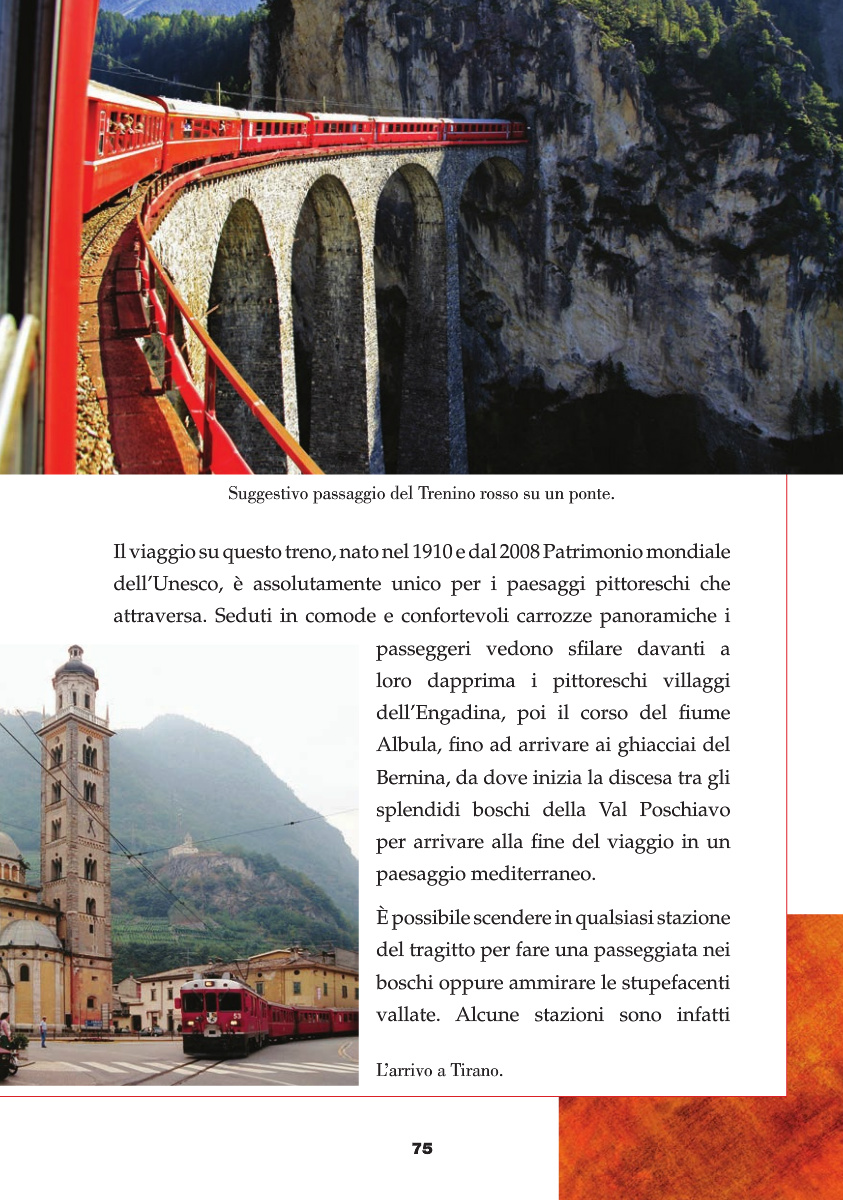 Suggestivo passaggio del Trenino rosso su un ponte.
Il viaggio su questo treno, nato nel 1910 e dal 2008 Patrimonio mondiale
dell'Unesco, è assolutamente unico per i paesaggi pittoreschi che
attraversa. Seduti in comode e confortevoli carrozze panoramiche i
passeggeri vedono sfilare davanti a
loro dapprima i pittoreschi villaggi
dell'Engadina, poi il corso del fiume
Albula, fino ad arrivare ai ghiacciai del
Bernina, da dove inizia la discesa tra gli
splendidi boschi della Val Poschiavo
per arrivare alla fine del viaggio in un
paesaggio mediterraneo.
È possibile scendere in qualsiasi stazione
del tragitto per fare una passeggiata nei
boschi oppure ammirare le stupefacenti
vallate. Alcune stazioni sono infatti
53
L'arrivo a Tirano.
75